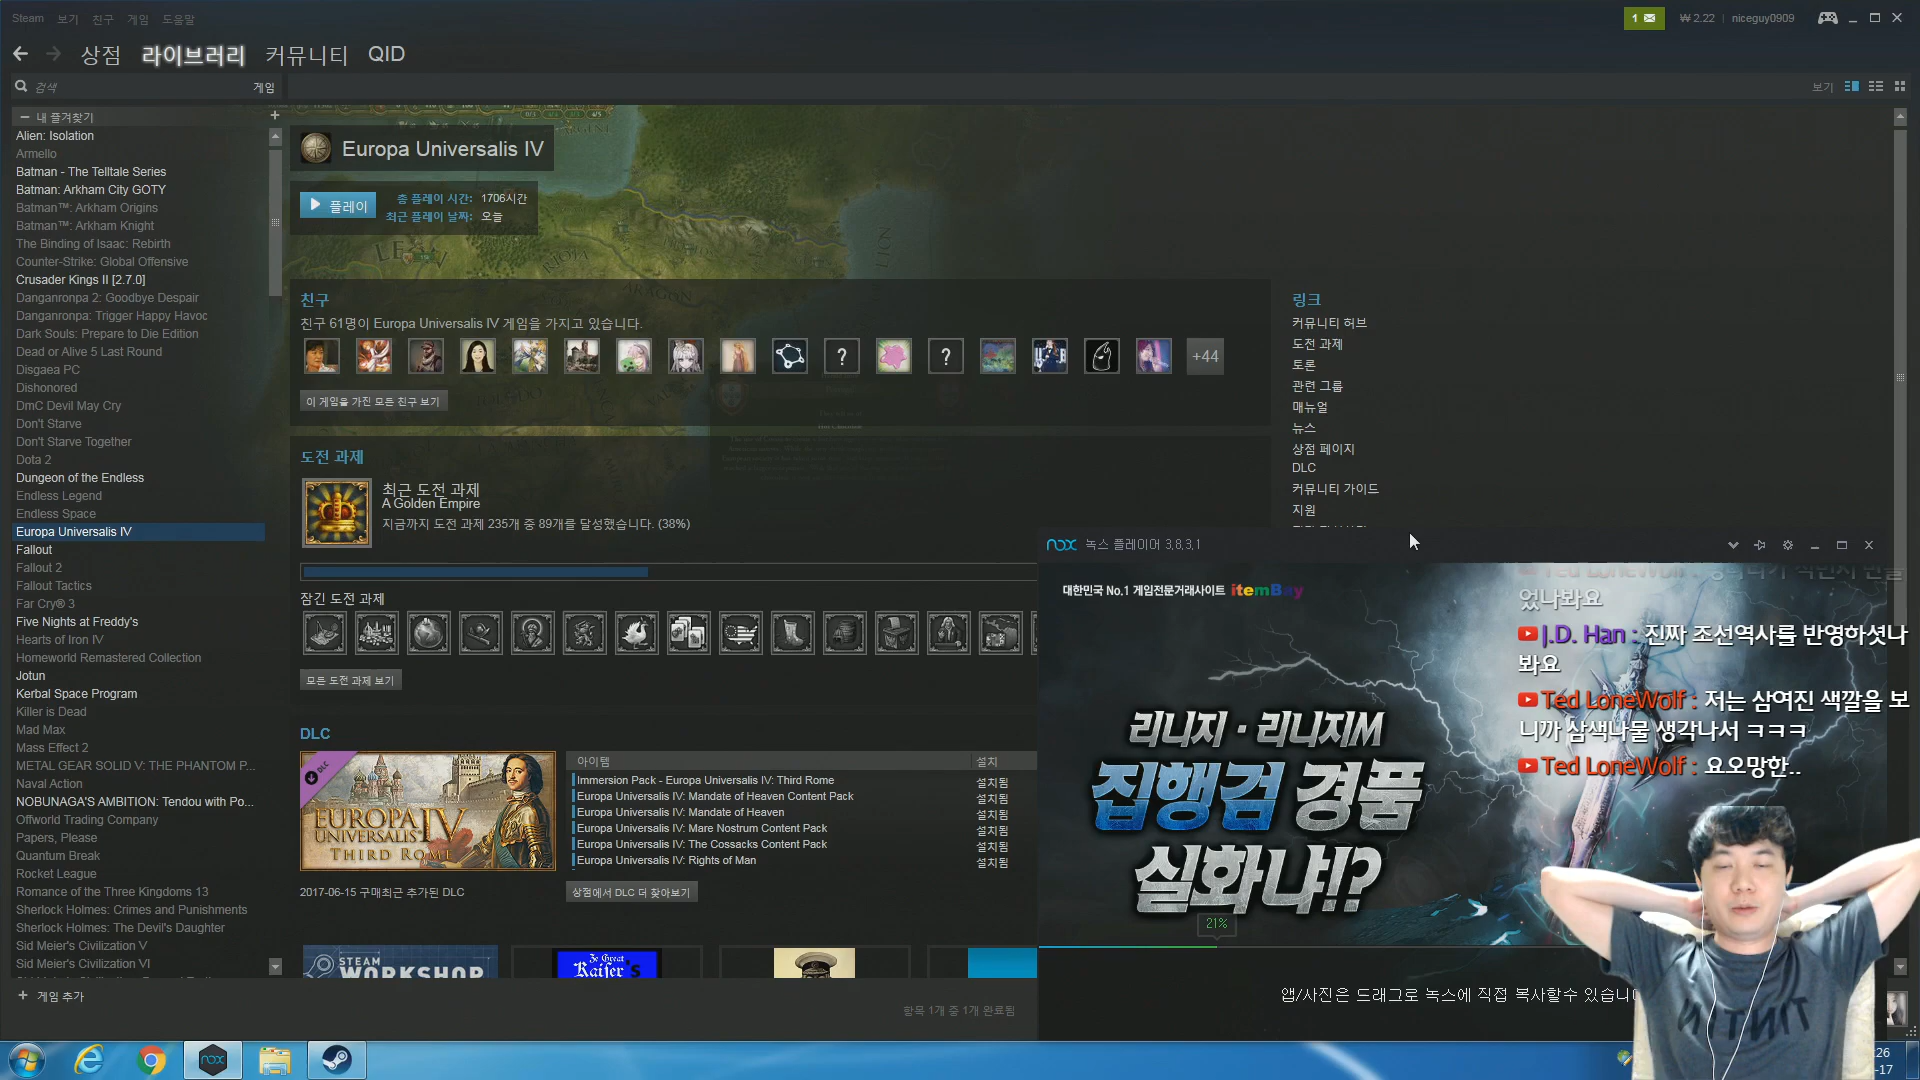 Steam 보기 친구 게임 도움말
1
₩ 2.22 | niceguy0909
상점 라이브러리 커뮤니티 QID
검색 게임
보기
내 즐겨찾기
Alien: Isolation
Armello
Batman - The Telltale Series
Batman: Arkham City GOTY
Batman™: Arkham Origins
Batman™: Arkham Knight
The Binding of Isaac: Rebirth
Counter-Strike: Global Offensive
Crusader Kings II [2.7.0]
Danganronpa 2: Goodbye Despair
Danganronpa: Trigger Happy Havoc
Dark Souls: Prepare to Die Edition
Dead or Alive 5 Last Round
Disgaea PC
Dishonored
DmC Devil May Cry
Don't Starve
Don't Starve Together
Dota 2
Dungeon of the Endless
Endless Legend
Endless Space
Europa Universalis IV
Fallout
Fallout 2
Fallout Tactics
Far Cry® 3
Five Nights at Freddy's
Hearts of Iron IV
Homeworld Remastered Collection
Jotun
Kerbal Space Program
Killer is Dead
Mad Max
Mass Effect 2
METAL GEAR SOLID V: THE PHANTOM P...
Naval Action
NOBUNAGA'S AMBITION: Tendou with Po...
Offworld Trading Company
Papers, Please
Quantum Break
Rocket League
Romance of the Three Kingdoms 13
Sherlock Holmes: Crimes and Punishments
Sherlock Holmes: The Devil's Daughter
Sid Meier's Civilization V
Sid Meier's Civilization VI
+ 게임 추가
Europa Universalis IV
플레이
총 플레이 시간: 1706시간
최근 플레이 날짜: 오늘
LEON
ARAGON
친구
친구 61명이 Europa Universalis IV 게임을 가지고 있습니다.
+44
이 게임을 가진 모든 친구 보기
도전 과제
최근 도전 과제
A Golden Empire
지금까지 도전 과제 235개 중 89개를 달성했습니다. (38%)
잠긴 도전 과제
모든 도전 과제 보기
DLC
DLC
EUROPA
UNIVERSALIS IV
THIRD ROME
2017-06-15 구매최근 추가된 DLC
아이템 설치
Immersion Pack - Europa Universalis IV: Third Rome 설치됨
Europa Universalis IV: Mandate of Heaven Content Pack 설치됨
Europa Universalis IV: Mandate of Heaven 설치됨
Europa Universalis IV: Mare Nostrum Content Pack 설치됨
Europa Universalis IV: The Cossacks Content Pack 설치됨
Europa Universalis IV: Rights of Man 설치됨
상점에서 DLC 더 찾아보기
STEAM
WORKSHOP
Ze Great
Kaiser's
항목 1개 중 1개 완료됨
링크
커뮤니티 허브
도전 과제
토론
관련 그룹
매뉴얼
뉴스
상점 페이지
DLC
커뮤니티 가이드
지원
nox 녹스 플레이어 3.8.3.1
대한민국 No.1 게임전문거래사이트 itemBay
리니지 · 리니지M
집행검 경품
실화냐!?
21%
앱/사진은 드래그로 녹스에 직접 복사할수 있습니
Ted LoneWolf :
었나봐요
J.D. Han : 진짜 조선역사를 반영하셧나
봐요
Ted LoneWolf : 저는 삼여진 색깔을 보
니까 삼색나물 생각나서 ㅋㅋㅋ
Ted LoneWolf : 요오망한..
nox
:26
-17